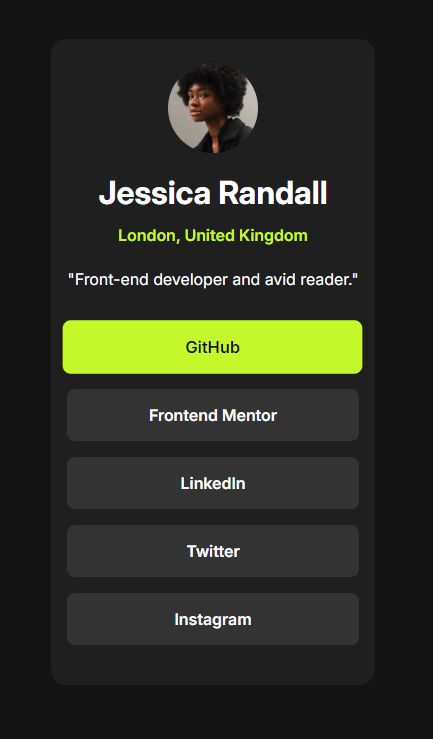 Jessica Randall
London, United Kingdom
"Front-end developer and avid reader."
GitHub
Frontend Mentor
LinkedIn
Twitter
Instagram